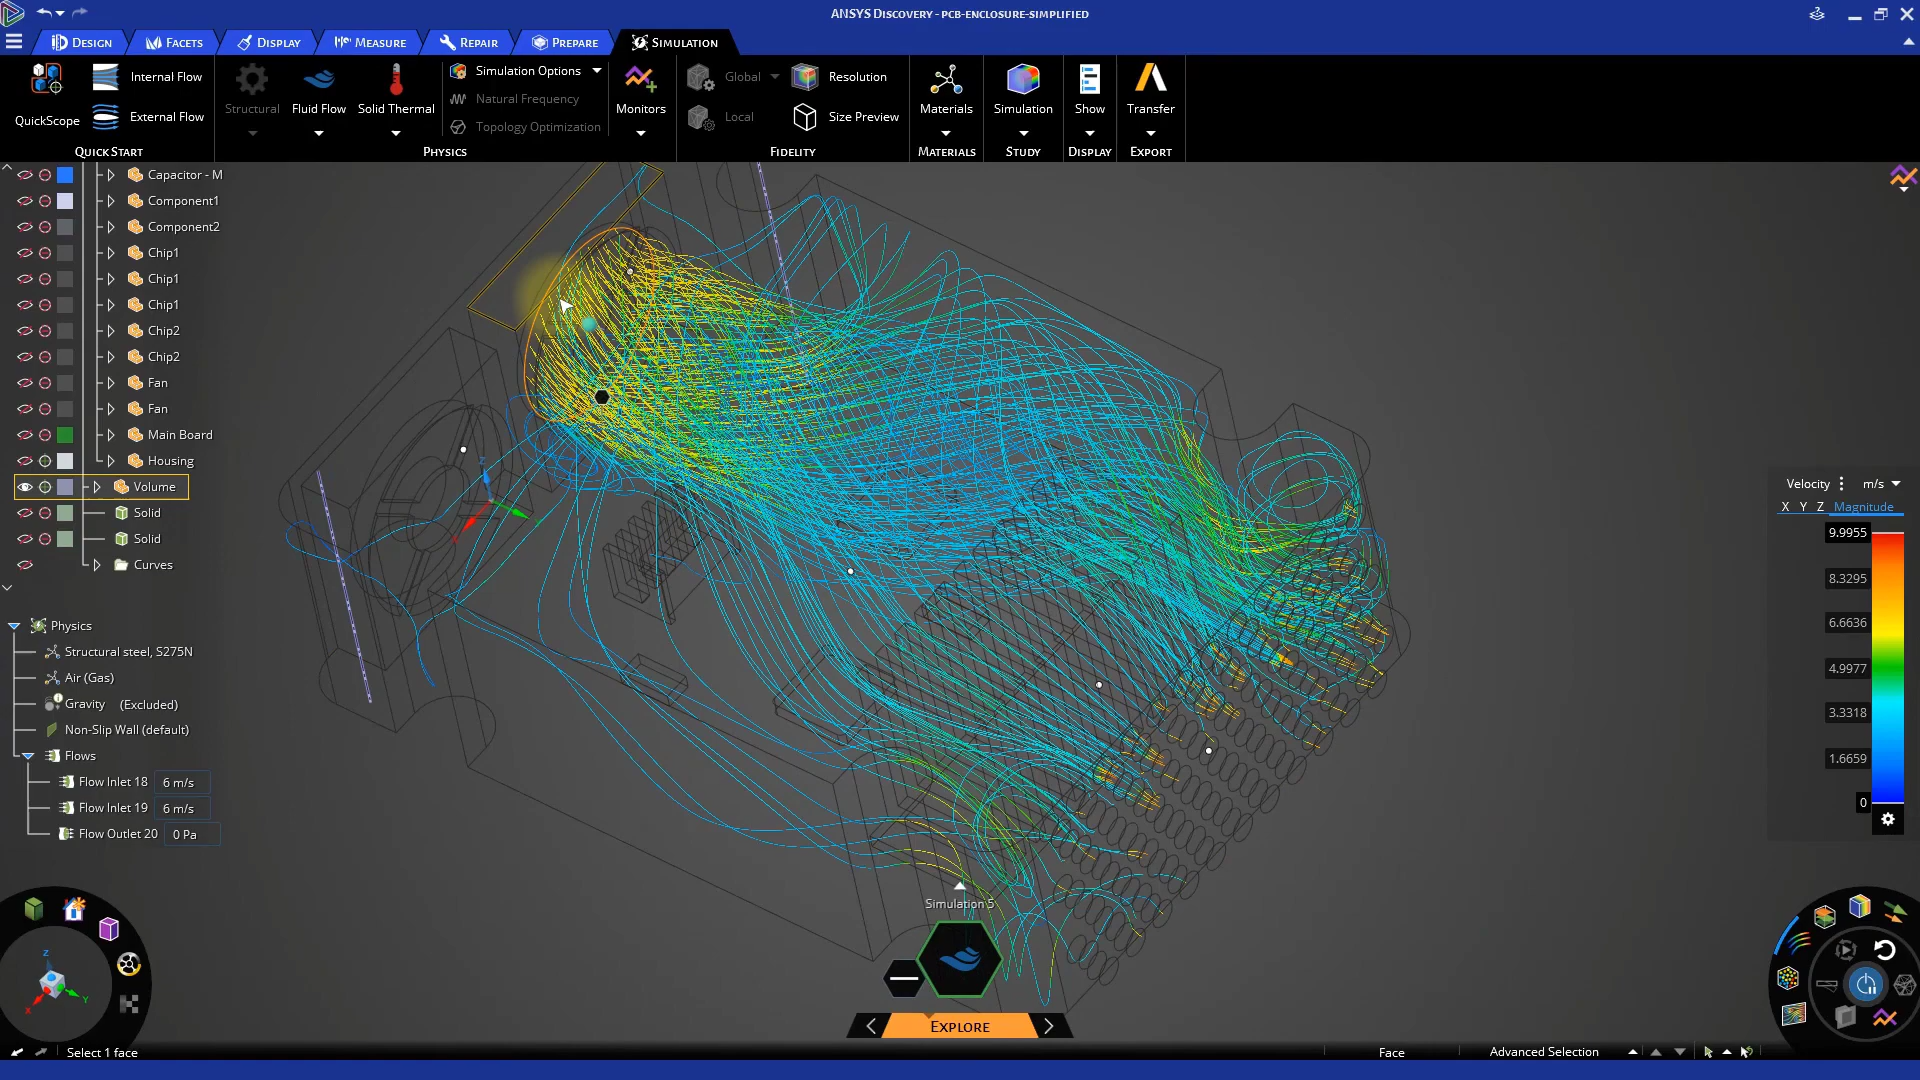 ANSYS Discovery - pcb-enclosure-simplified
Design
Facets
Display
Measure
Repair
Prepare
Simulation
QuickScope
Internal Flow
External Flow
Quick Start
Structural
Fluid Flow
Solid Thermal
Simulation Options
Natural Frequency
Topology Optimization
Physics
Monitors
Global
Local
Resolution
Size Preview
Fidelity
Materials
Materials
Simulation
Study
Show
Display
Transfer
Export
Capacitor - M
Component1
Component2
Chip1
Chip1
Chip1
Chip2
Chip2
Fan
Fan
Main Board
Housing
Volume
Solid
Solid
Curves
Physics
Structural steel, S275N
Air (Gas)
Gravity (Excluded)
Non-Slip Wall (default)
Flows
Flow Inlet 18 6 m/s
Flow Inlet 19 6 m/s
Flow Outlet 20 0 Pa
Velocity m/s
X Y Z Magnitude
9.9955
8.3295
6.6636
4.9977
3.3318
1.6659
0
Simulation 5
Explore
Z
Y
X
Select 1 face
Face
Advanced Selection